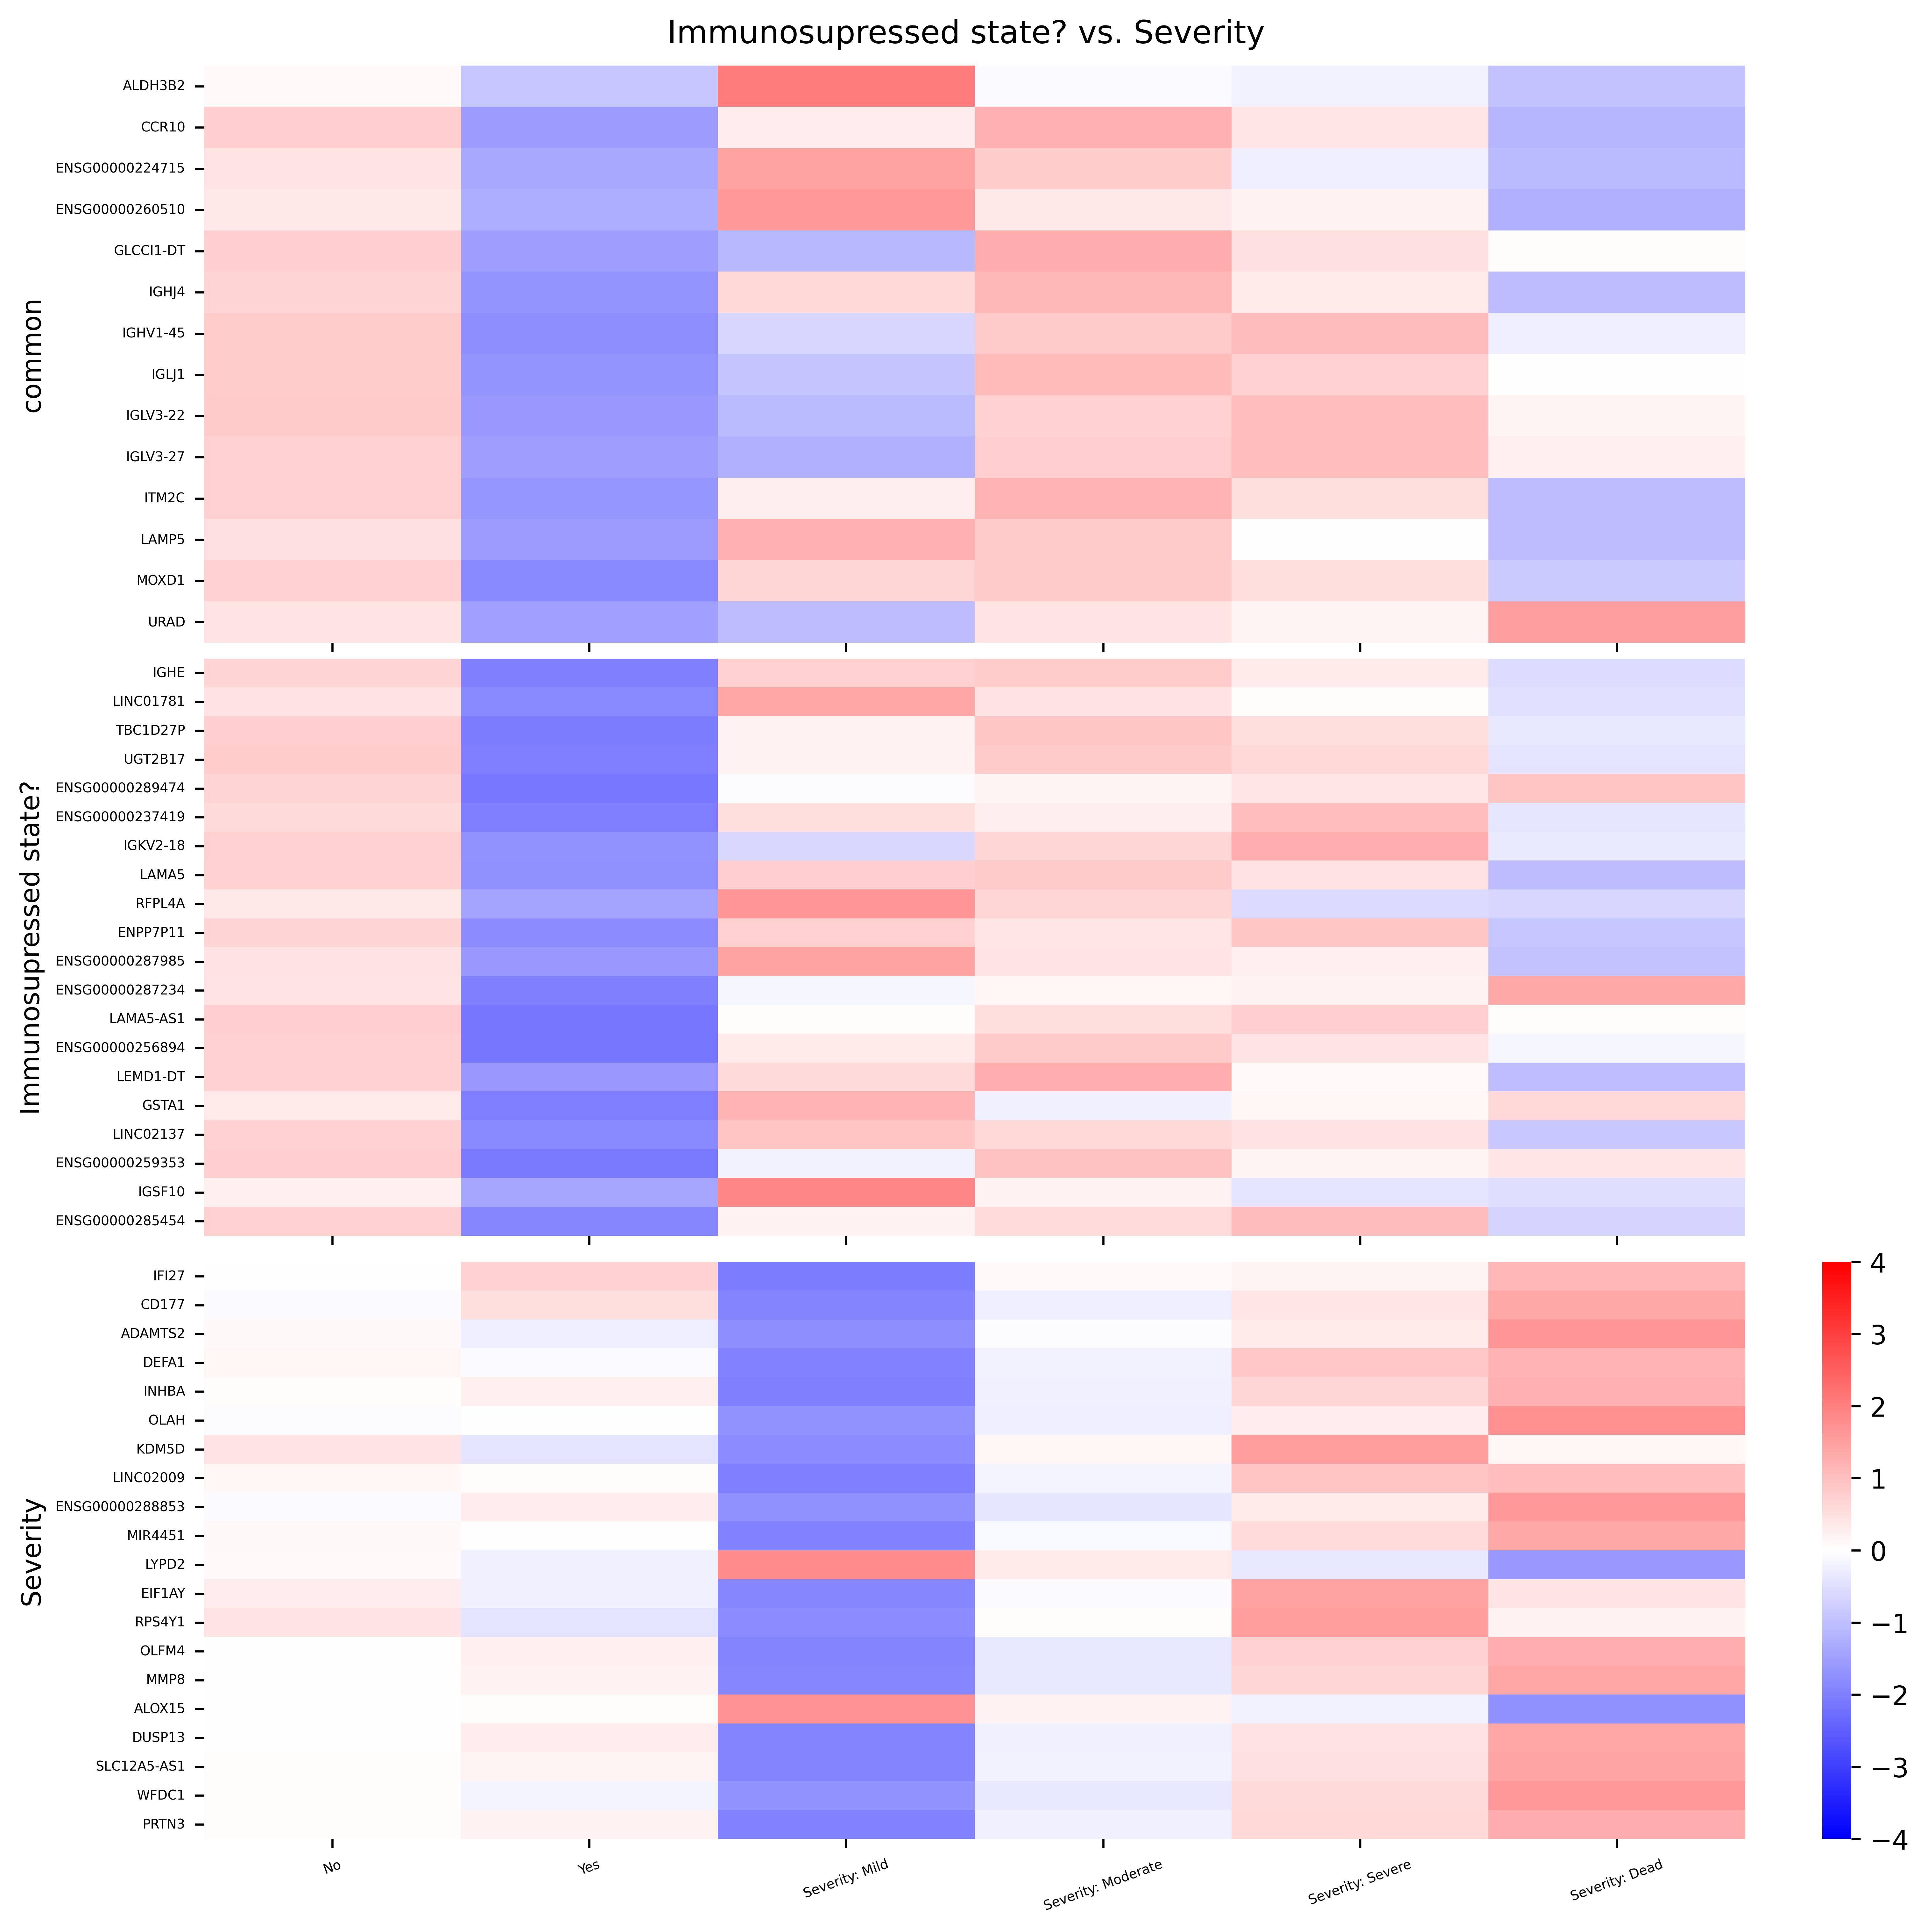 Immunosupressed state? vs. Severity
common
ALDH3B2
CCR10
ENSG00000224715
ENSG00000260510
GLCCI1-DT
IGHJ4
IGHV1-45
IGLJ1
IGLV3-22
IGLV3-27
ITM2C
LAMP5
MOXD1
URAD
Immunosupressed state?
IGHE
LINC01781
TBC1D27P
UGT2B17
ENSG00000289474
ENSG00000237419
IGKV2-18
LAMA5
RFPL4A
ENPP7P11
ENSG00000287985
ENSG00000287234
LAMA5-AS1
ENSG00000256894
LEMD1-DT
GSTA1
LINC02137
ENSG00000259353
IGSF10
ENSG00000285454
Severity
IFI27
CD177
ADAMTS2
DEFA1
INHBA
OLAH
KDM5D
LINC02009
ENSG00000288853
MIR4451
LYPD2
EIF1AY
RPS4Y1
OLFM4
MMP8
ALOX15
DUSP13
SLC12A5-AS1
WFDC1
PRTN3
No
Yes
Severity: Mild
Severity: Moderate
Severity: Severe
Severity: Dead
4
3
2
1
0
−1
−2
−3
−4